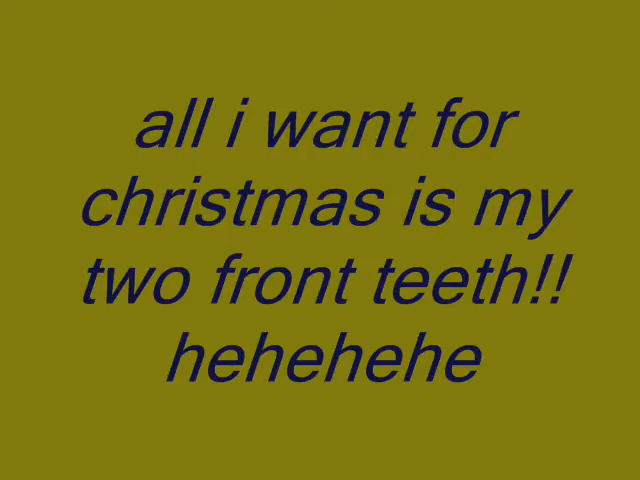 all i want for
christmas is my
two front teeth!!
hehehehe